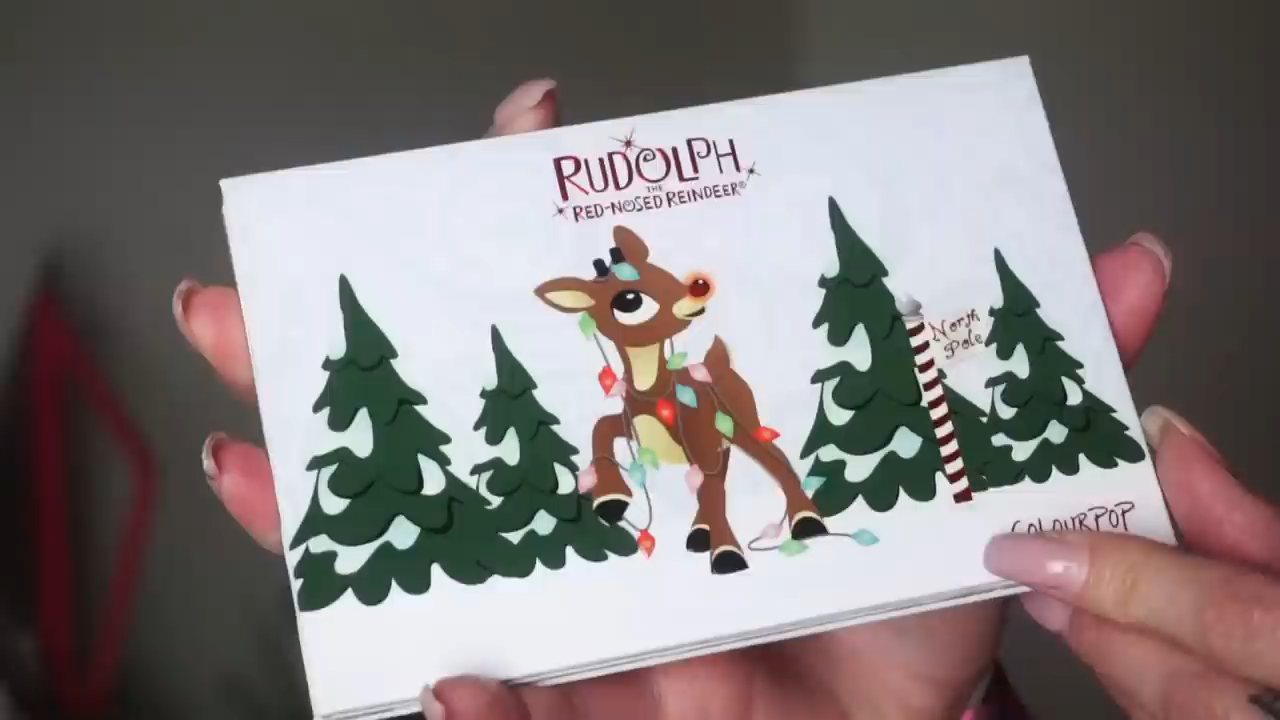 RUDOLPH
THE
RED-NOSED REINDEER®
North
Pole
COLOURPOP